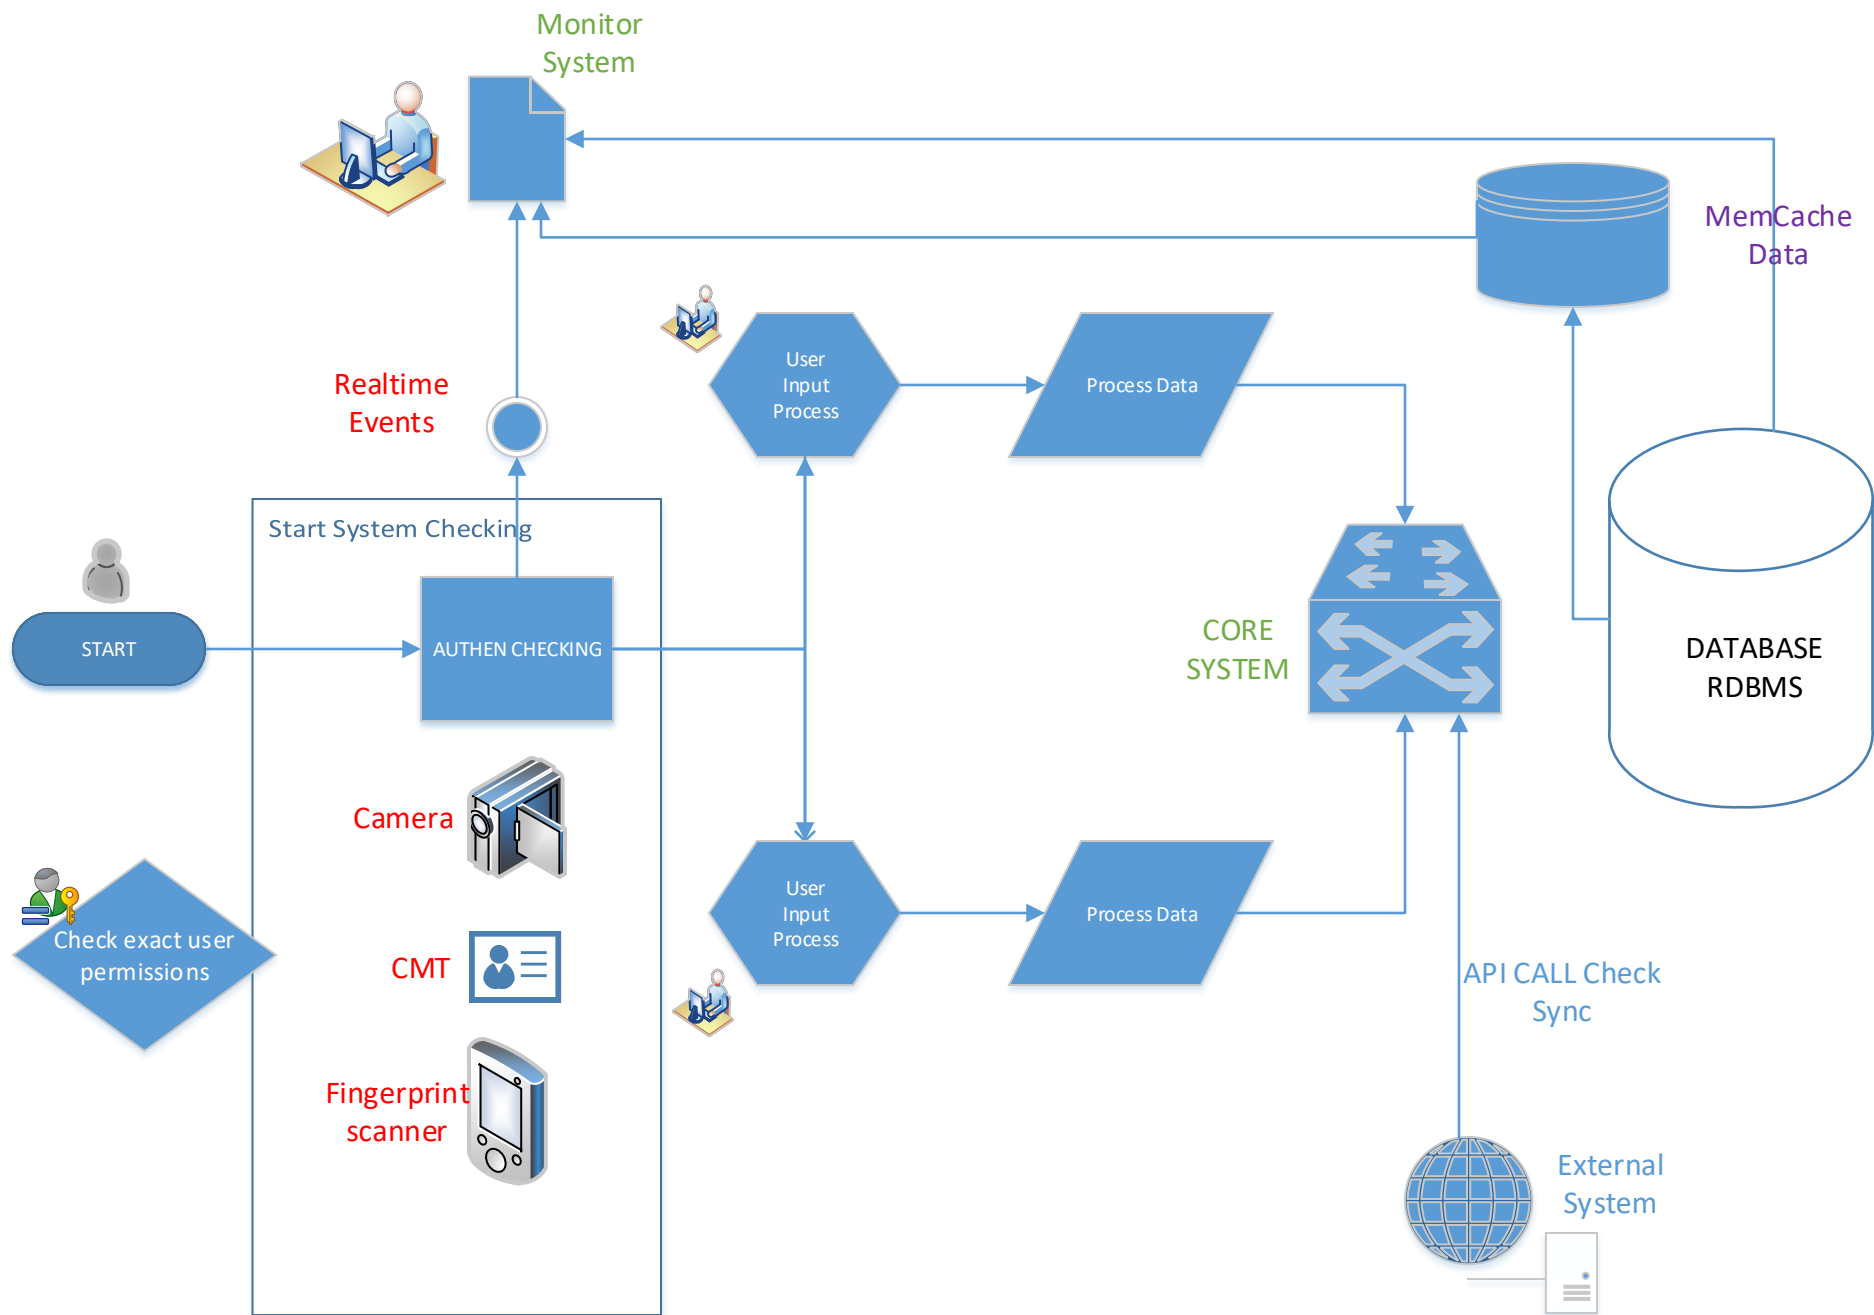 Monitor
System
MemCache
Data
Realtime
Events
User
Input
Process
Process Data
Start System Checking
START
AUTHEN CHECKING
CORE
SYSTEM
DATABASE
RDBMS
Camera
User
Input
Process
Process Data
Check exact user
permissions
CMT
API CALL Check
Sync
Fingerprint
scanner
External
System